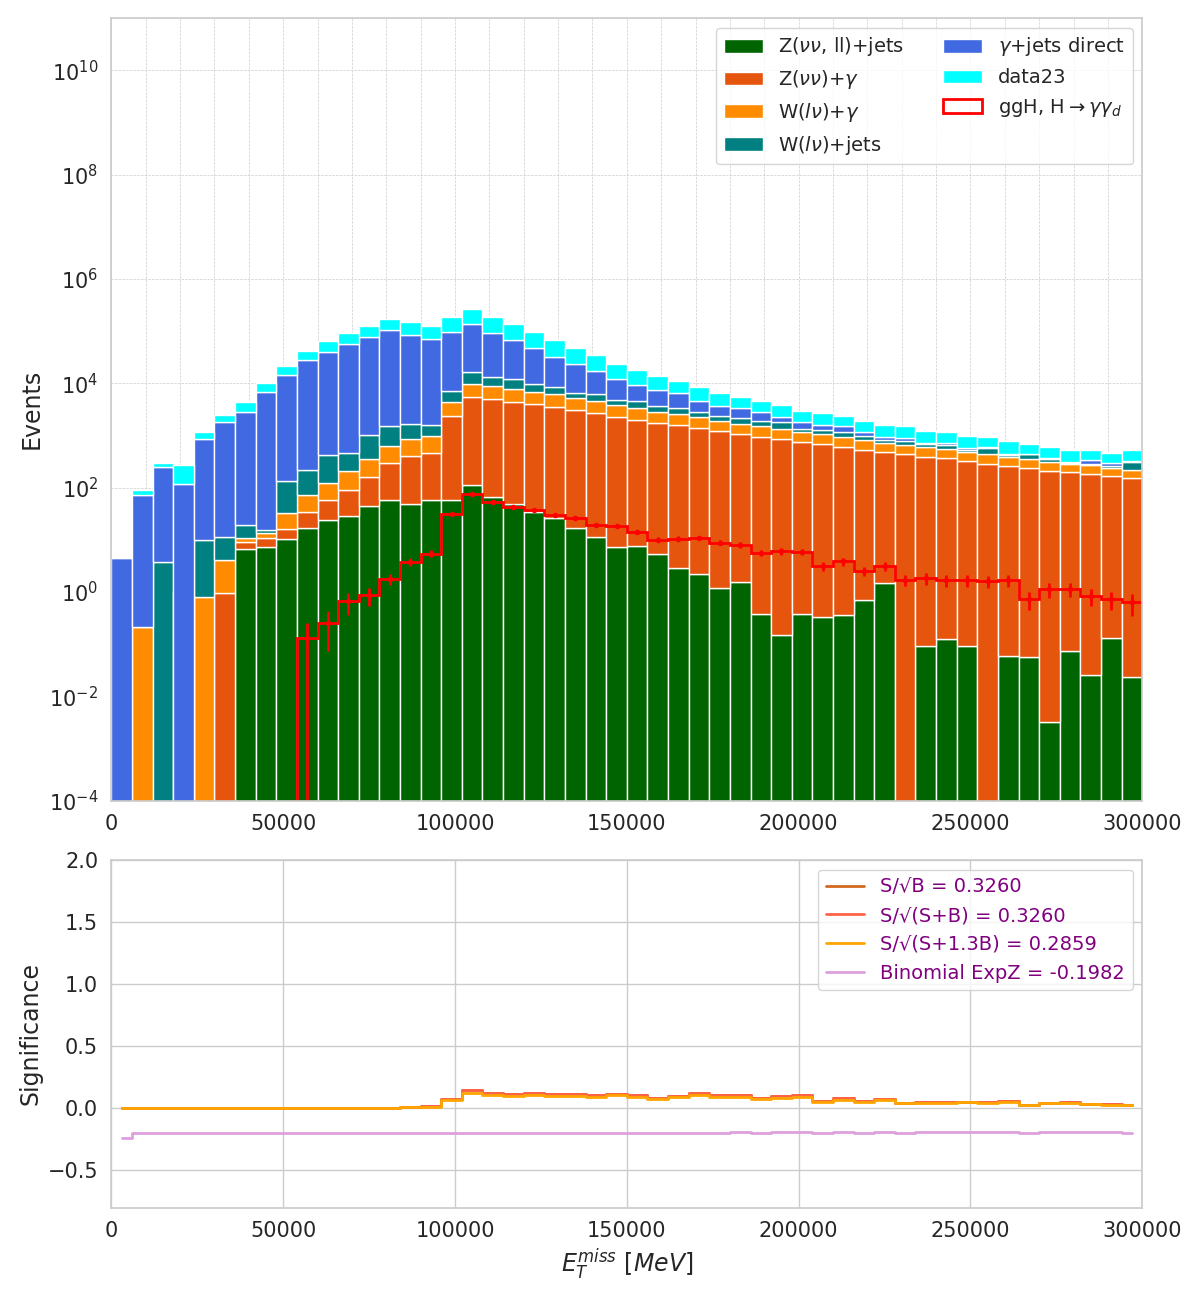 Z(νν, ll)+jets
Z(νν)+γ
W(lν)+γ
W(lν)+jets
γ+jets direct
data23
ggH, H→γγ_d
Events
10^10
10^8
10^6
10^4
10^2
10^0
10^−2
10^−4
0 50000 100000 150000 200000 250000 300000
S/√B = 0.3260
S/√(S+B) = 0.3260
S/√(S+1.3B) = 0.2859
Binomial ExpZ = -0.1982
Significance
2.0
1.5
1.0
0.5
0.0
−0.5
0 50000 100000 150000 200000 250000 300000
E_T^miss [MeV]